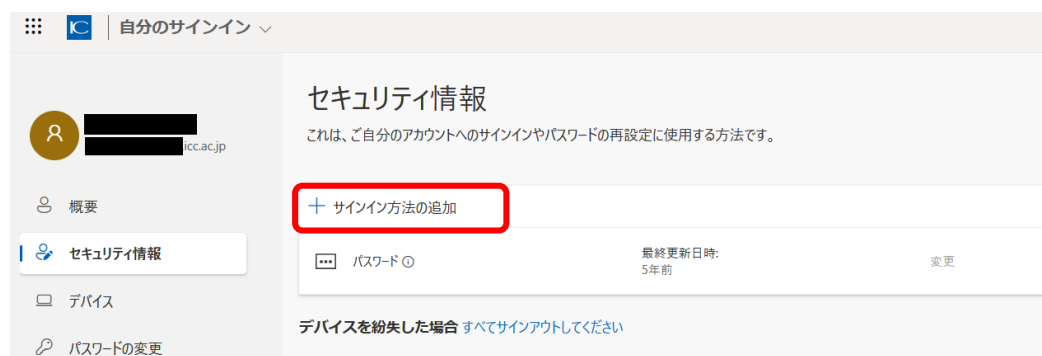 IC 自分のサインイン
セキュリティ情報
これは、ご自分のアカウントへのサインインやパスワードの再設定に使用する方法です。
A
icc.ac.jp
概要
セキュリティ情報
デバイス
パスワードの変更
+ サインイン方法の追加
パスワード
最終更新日時:
5年前
変更
デバイスを紛失した場合 すべてサインアウトしてください